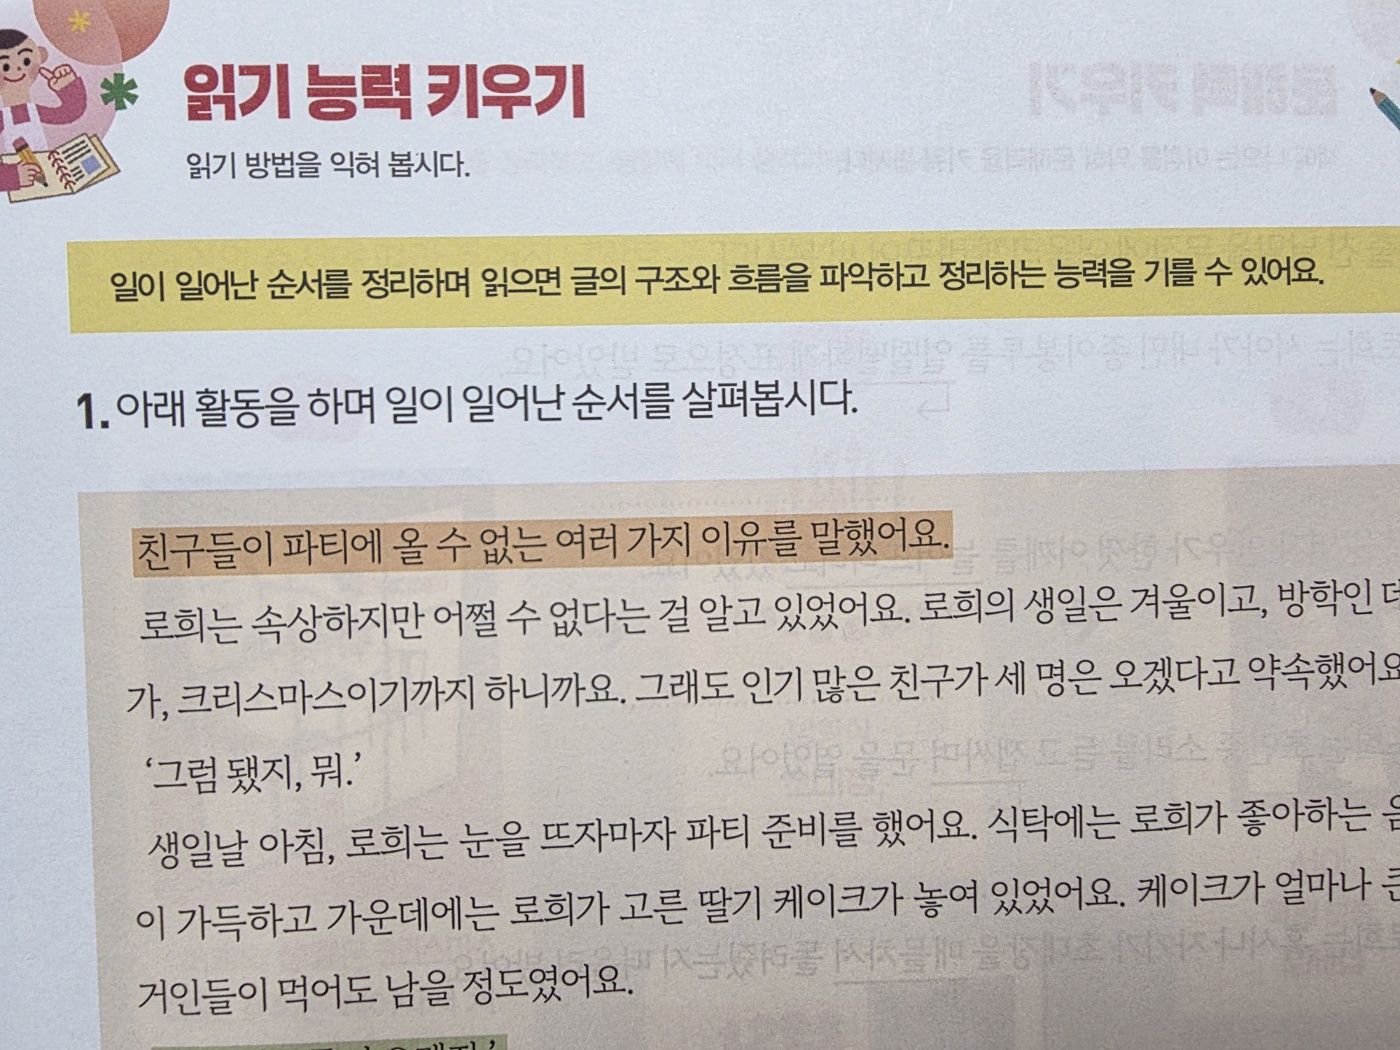 읽기 능력 키우기
읽기 방법을 익혀 봅시다.
일이 일어난 순서를 정리하며 읽으면 글의 구조와 흐름을 파악하고 정리하는 능력을 기를 수 있어요.
1. 아래 활동을 하며 일이 일어난 순서를 살펴봅시다.
친구들이 파티에 올 수 없는 여러 가지 이유를 말했어요.
로희는 속상하지만 어쩔 수 없다는 걸 알고 있었어요. 로희의 생일은 겨울이고, 방학인
가, 크리스마스이기까지 하니까요. 그래도 인기 많은 친구가 세 명은 오겠다고 약속했어요
‘그럼 됐지, 뭐.’
생일날 아침, 로희는 눈을 뜨자마자 파티 준비를 했어요. 식탁에는 로희가 좋아하는
이 가득하고 가운데에는 로희가 고른 딸기 케이크가 놓여 있었어요. 케이크가 얼마나
거인들이 먹어도 남을 정도였어요.